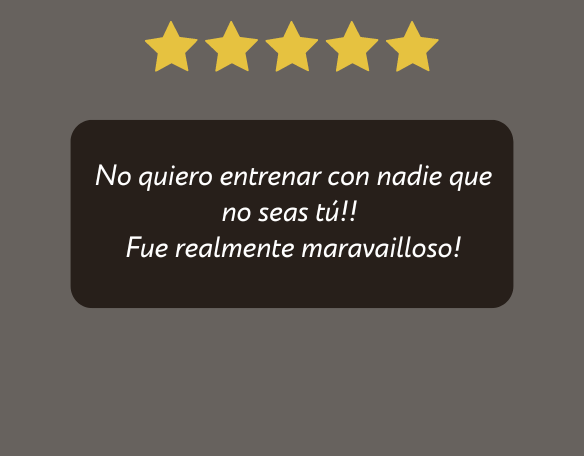 No quiero entrenar con nadie que
no seas tú!!
Fue realmente maravailloso!